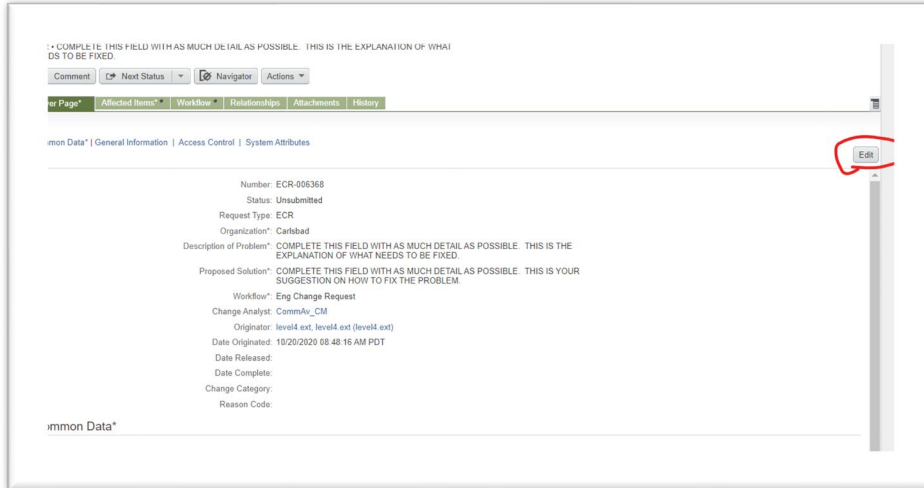 : • COMPLETE THIS FIELD WITH AS MUCH DETAIL AS POSSIBLE. THIS IS THE EXPLANATION OF WHAT
DS TO BE FIXED.
Comment Next Status Navigator Actions
er Page* Affected Items* * Workflow * Relationships Attachments History
mmon Data* | General Information | Access Control | System Attributes
Edit
Number: ECR-006368
Status: Unsubmitted
Request Type: ECR
Organization*: Carlsbad
Description of Problem*: COMPLETE THIS FIELD WITH AS MUCH DETAIL AS POSSIBLE. THIS IS THE
EXPLANATION OF WHAT NEEDS TO BE FIXED.
Proposed Solution*: COMPLETE THIS FIELD WITH AS MUCH DETAIL AS POSSIBLE. THIS IS YOUR
SUGGESTION ON HOW TO FIX THE PROBLEM.
Workflow*: Eng Change Request
Change Analyst: CommAv_CM
Originator: level4.ext, level4.ext (level4.ext)
Date Originated: 10/20/2020 08:48:16 AM PDT
Date Released:
Date Complete:
Change Category:
Reason Code:
ommon Data*